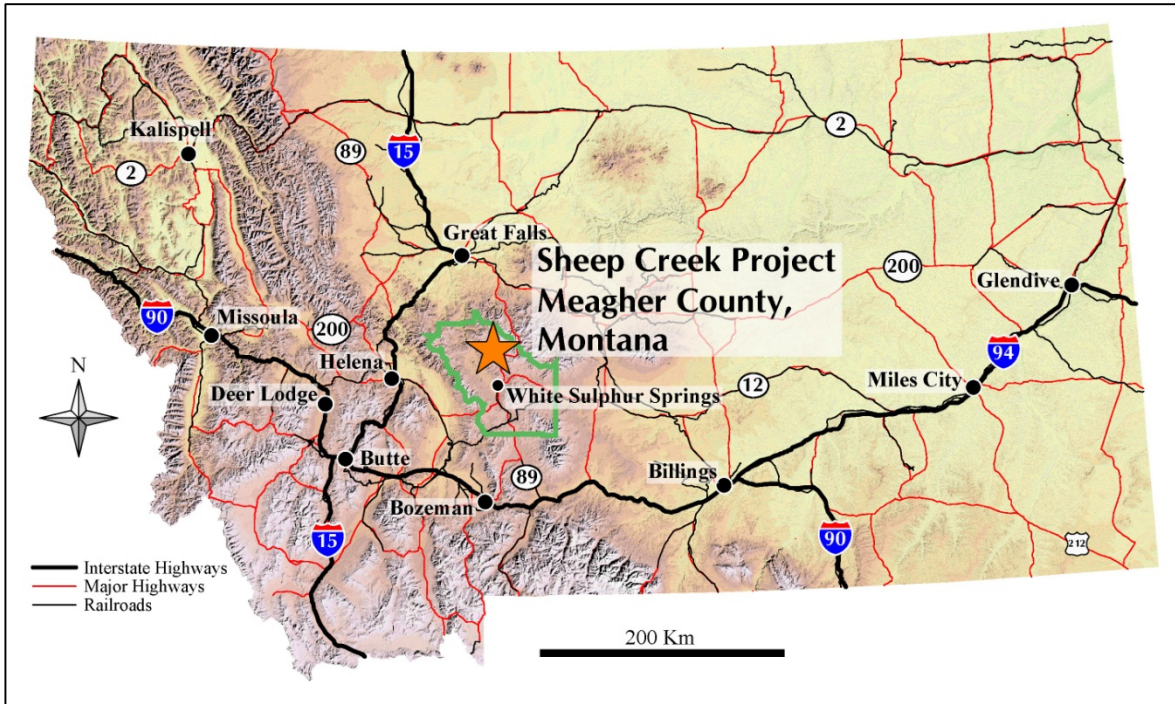 Kalispell
2
89
15
2
Great Falls
Sheep Creek Project
Meagher County,
Montana
200
Glendive
90
Missoula
200
Helena
94
N
Deer Lodge
White Sulphur Springs
12
Miles City
Butte
89
Billings
Bozeman
15
90
212
Interstate Highways
Major Highways
Railroads
200 Km